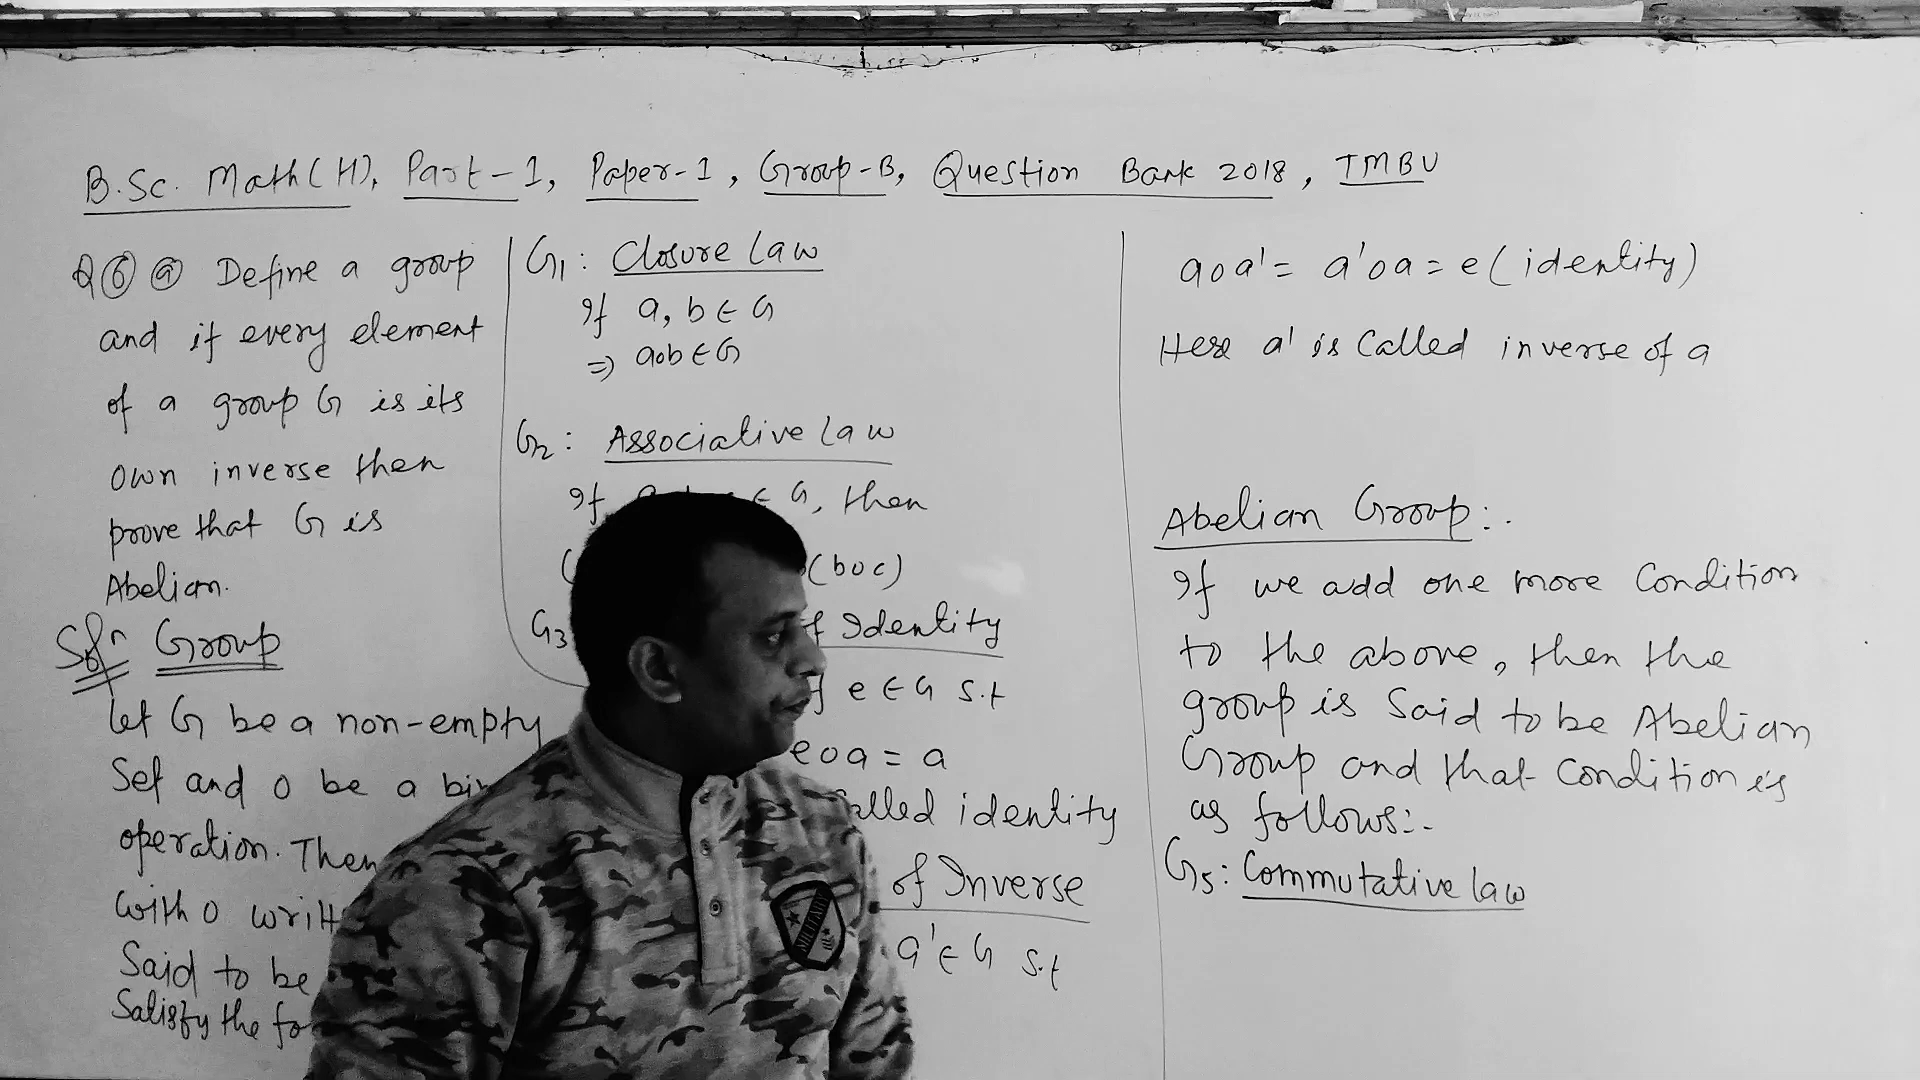 B.Sc. Math(H), Part-1, Paper-1, Group-B, Question Bank 2018, TMBU
Q⑥ ⓐ Define a group
and if every element
of a group G is its
own inverse then
prove that G is
Abelian.
Solⁿ Group
Let G be a non-empty
Set and o be a
operation. Then
with o
Said to be
Satisfy the
G₁: Closure Law
If a, b ∈ G
⇒ aob ∈ G
G₂: Associative Law
If ∈ G, then
(boc)
G₃ Identity
e ∈ G s.t
eoa = a
identity
of Inverse
a' ∈ G s.t
aoa' = a'oa = e (identity)
Here a' is Called inverse of a
Abelian Group:.
If we add one more Condition
to the above, then the
group is Said to be Abelian
Group and that Condition is
as follows:-
G₅: Commutative law